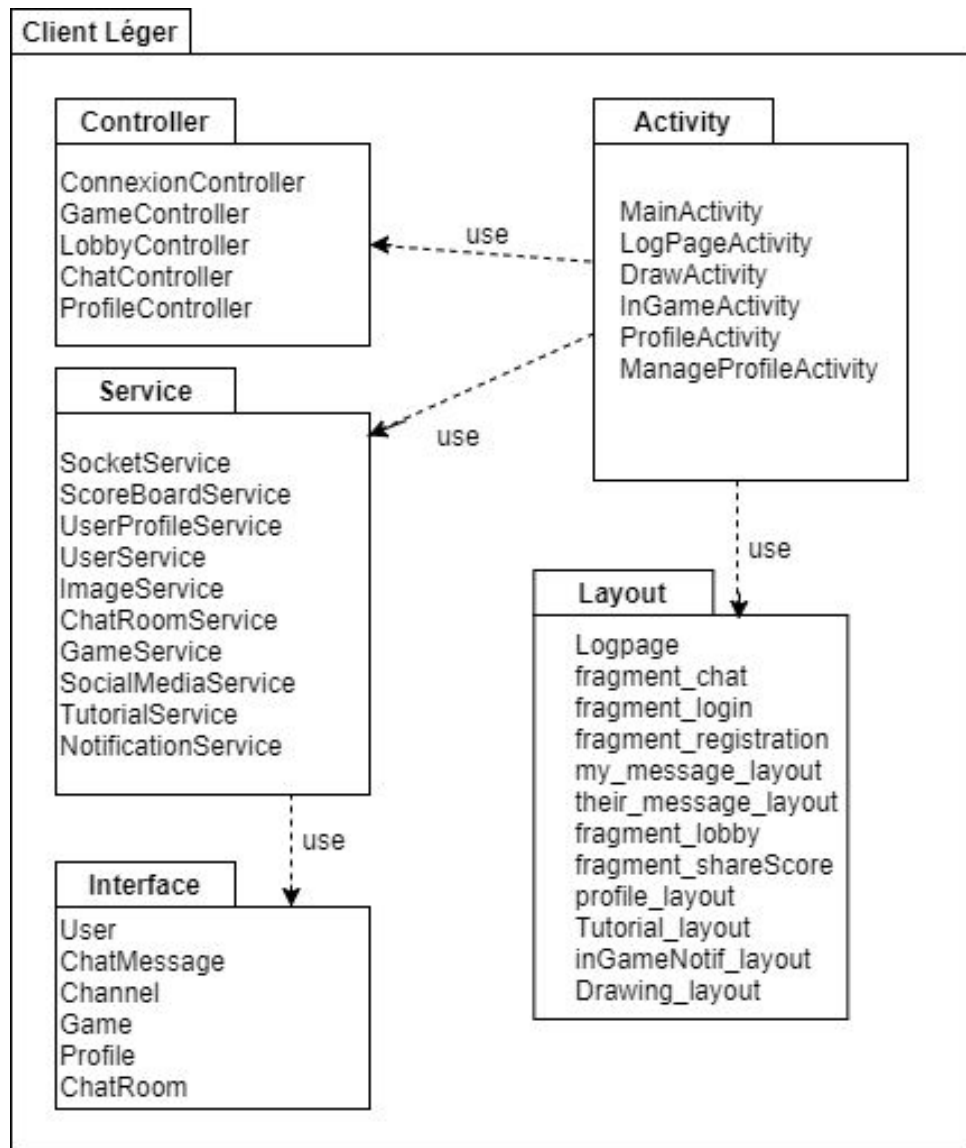 Client Léger
Controller
ConnexionController
GameController
LobbyController
ChatController
ProfileController
use
Activity
MainActivity
LogPageActivity
DrawActivity
InGameActivity
ProfileActivity
ManageProfileActivity
Service
SocketService
ScoreBoardService
UserProfileService
UserService
ImageService
ChatRoomService
GameService
SocialMediaService
TutorialService
NotificationService
use
use
Layout
Logpage
fragment_chat
fragment_login
fragment_registration
my_message_layout
their_message_layout
fragment_lobby
fragment_shareScore
profile_layout
Tutorial_layout
inGameNotif_layout
Drawing_layout
use
Interface
User
ChatMessage
Channel
Game
Profile
ChatRoom